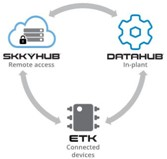 SKKYHUB
Remote access
DATAHUB
In-plant
ETK
Connected
devices